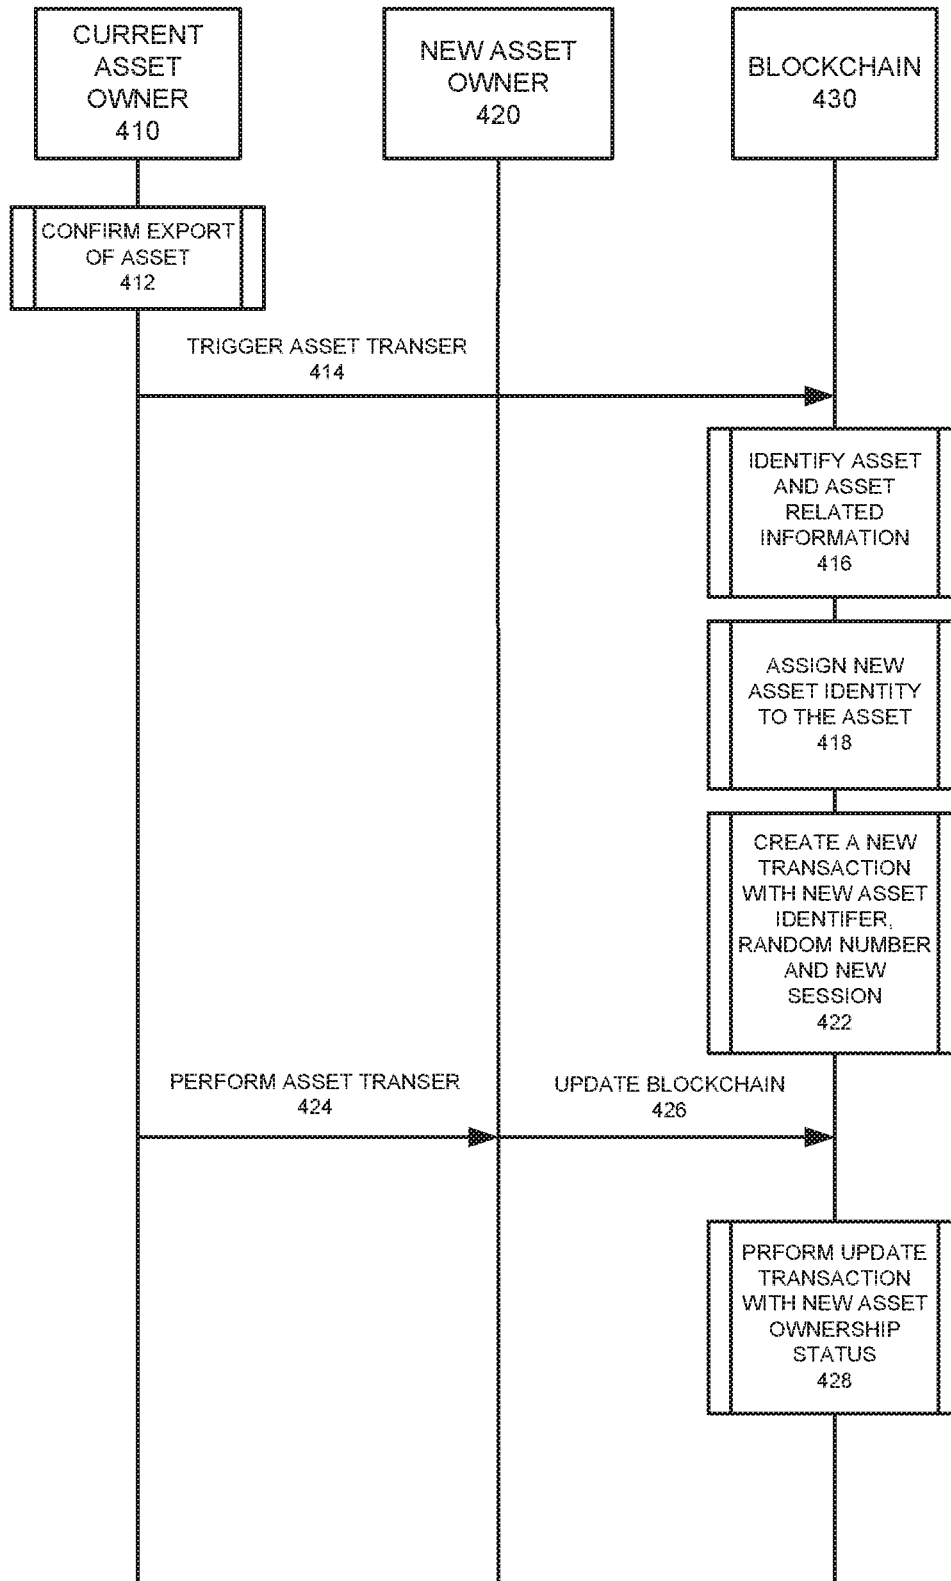 CURRENT
ASSET
OWNER
410
NEW ASSET
OWNER
420
BLOCKCHAIN
430
CONFIRM EXPORT
OF ASSET
412
TRIGGER ASSET TRANSER
414
IDENTIFY ASSET
AND ASSET
RELATED
INFORMATION
416
ASSIGN NEW
ASSET IDENTITY
TO THE ASSET
418
CREATE A NEW
TRANSACTION
WITH NEW ASSET
IDENTIFER,
RANDOM NUMBER
AND NEW
SESSION
422
PERFORM ASSET TRANSER
424
UPDATE BLOCKCHAIN
426
PRFORM UPDATE
TRANSACTION
WITH NEW ASSET
OWNERSHIP
STATUS
428